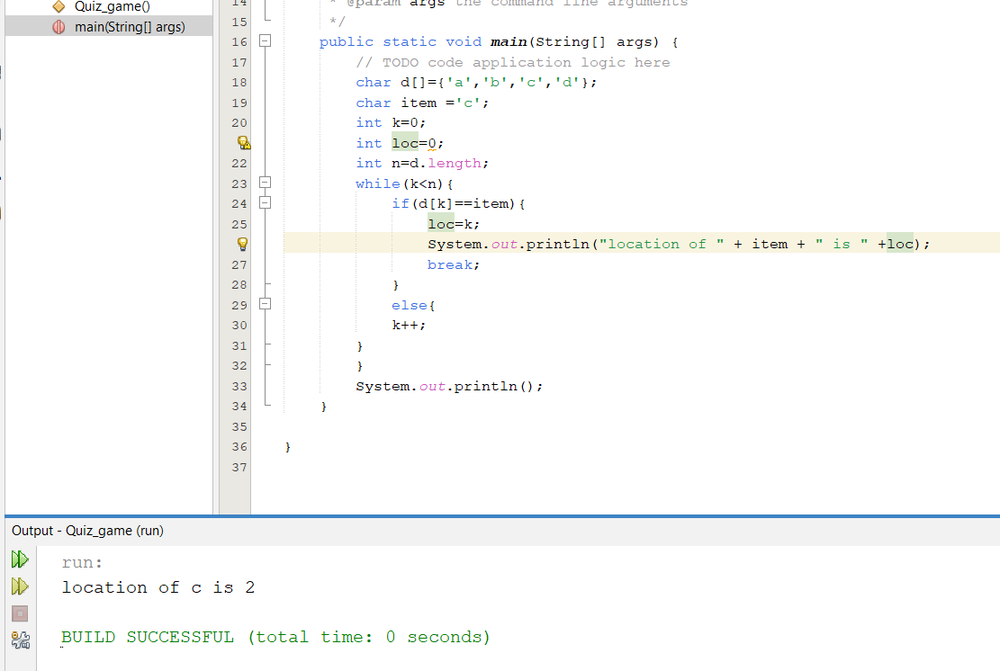 Quiz_game()
main(String[] args)
14 * @param args the command line arguments
15 */
16 public static void main(String[] args) {
17 // TODO code application logic here
18 char d[]={'a','b','c','d'};
19 char item ='c';
20 int k=0;
int loc=0;
22 int n=d.length;
23 while(k<n){
24 if(d[k]==item){
25 loc=k;
System.out.println("location of " + item + " is " +loc);
27 break;
28 }
29 else{
30 k++;
31 }
32 }
33 System.out.println();
34 }
35
36 }
37
Output - Quiz_game (run)
run:
location of c is 2
BUILD SUCCESSFUL (total time: 0 seconds)